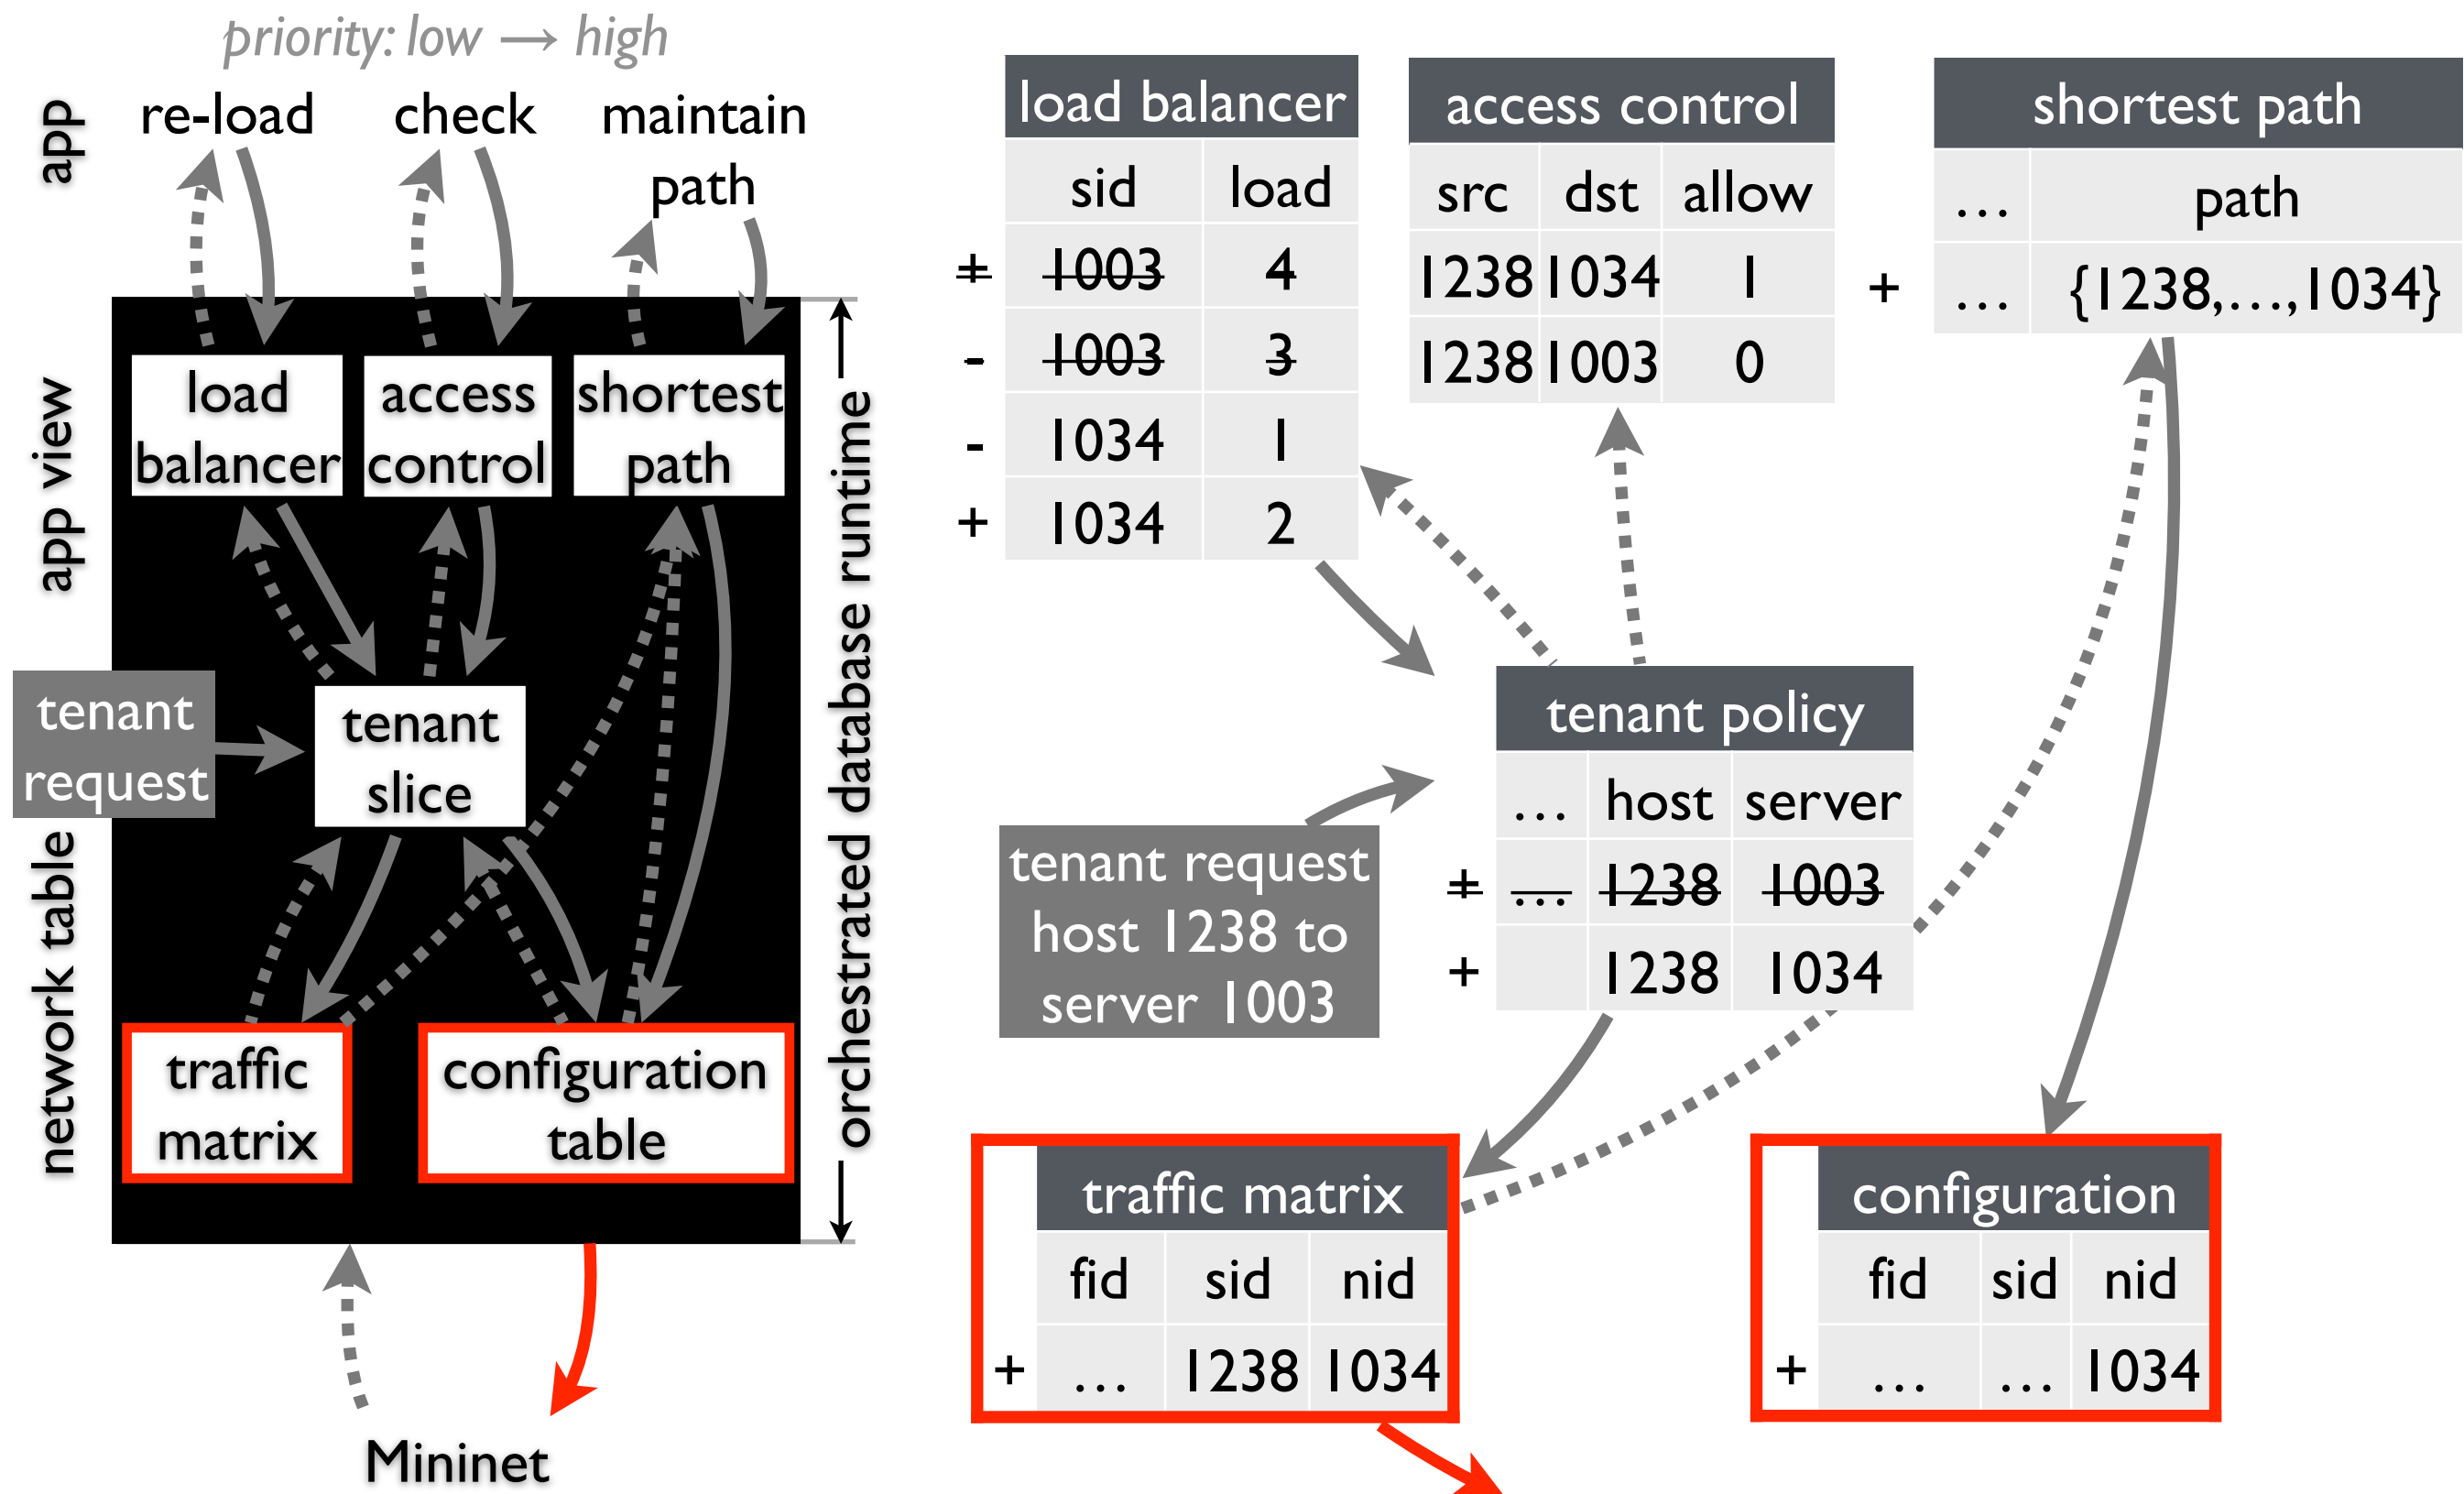 priority: low → high
app
re-load
check
maintain
path
app view
load
balancer
access
control
shortest
path
tenant
request
tenant
slice
network table
traffic
matrix
configuration
table
orchestrated database runtime
Mininet
load balancer
sid load
+ 1003 4
- 1003 3
- 1034 1
+ 1034 2
access control
src dst allow
1238 1034 1
1238 1003 0
shortest path
... path
+ ... {1238,...,1034}
tenant policy
... host server
+ ... 1238 1003
+ 1238 1034
tenant request
host 1238 to
server 1003
traffic matrix
fid sid nid
+ ... 1238 1034
configuration
fid sid nid
+ ... ... 1034